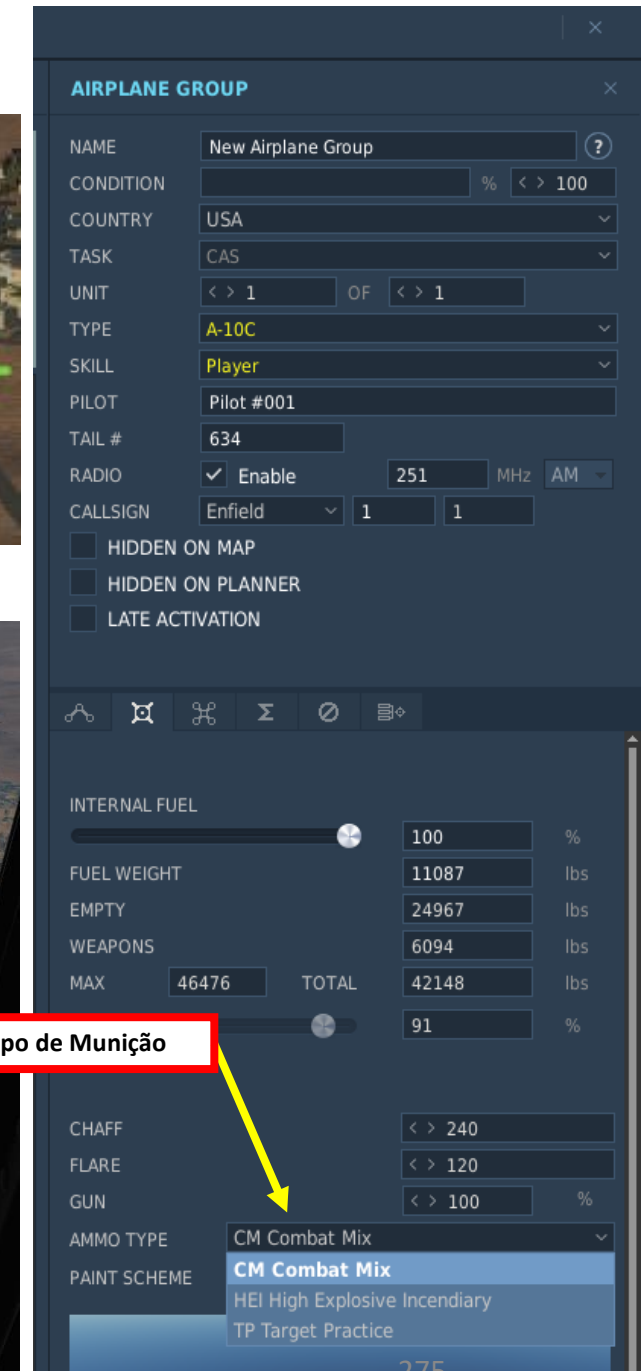 AIRPLANE GROUP
NAME New Airplane Group ?
CONDITION % < > 100
COUNTRY USA
TASK CAS
UNIT < > 1 OF < > 1
TYPE A-10C
SKILL Player
PILOT Pilot #001
TAIL # 634
RADIO Enable 251 MHz AM
CALLSIGN Enfield 1 1
HIDDEN ON MAP
HIDDEN ON PLANNER
LATE ACTIVATION
INTERNAL FUEL
100 %
FUEL WEIGHT 11087 lbs
EMPTY 24967 lbs
WEAPONS 6094 lbs
MAX 46476 TOTAL 42148 lbs
po de Munição 91 %
CHAFF < > 240
FLARE < > 120
GUN < > 100 %
AMMO TYPE CM Combat Mix
PAINT SCHEME CM Combat Mix
HEI High Explosive Incendiary
TP Target Practice
275